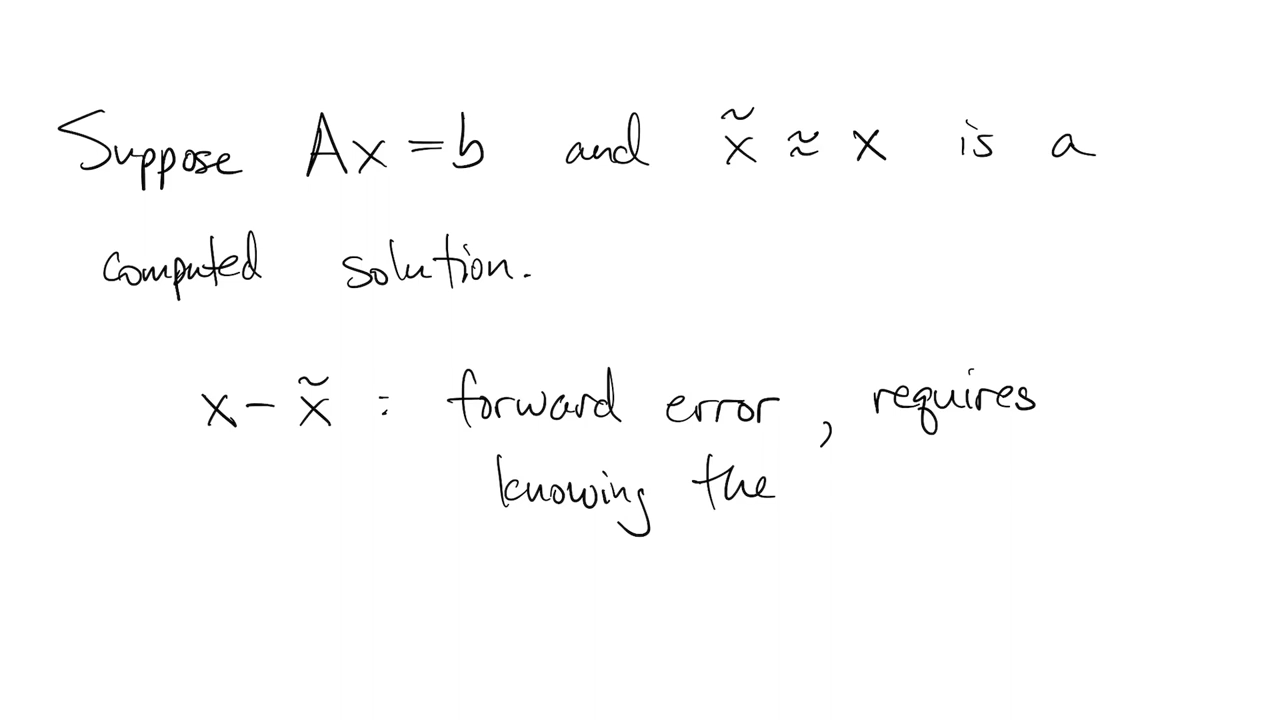 Suppose Ax = b and x̃ ≈ x is a
computed solution.
x - x̃ : forward error, requires
knowing the